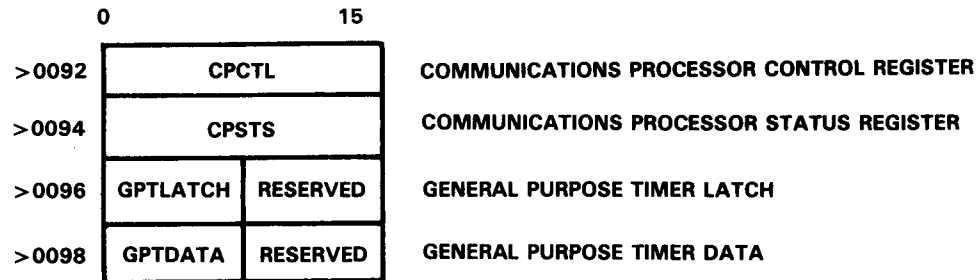 0 15
>0092 CPCTL COMMUNICATIONS PROCESSOR CONTROL REGISTER
>0094 CPSTS COMMUNICATIONS PROCESSOR STATUS REGISTER
>0096 GPTLATCH RESERVED GENERAL PURPOSE TIMER LATCH
>0098 GPTDATA RESERVED GENERAL PURPOSE TIMER DATA